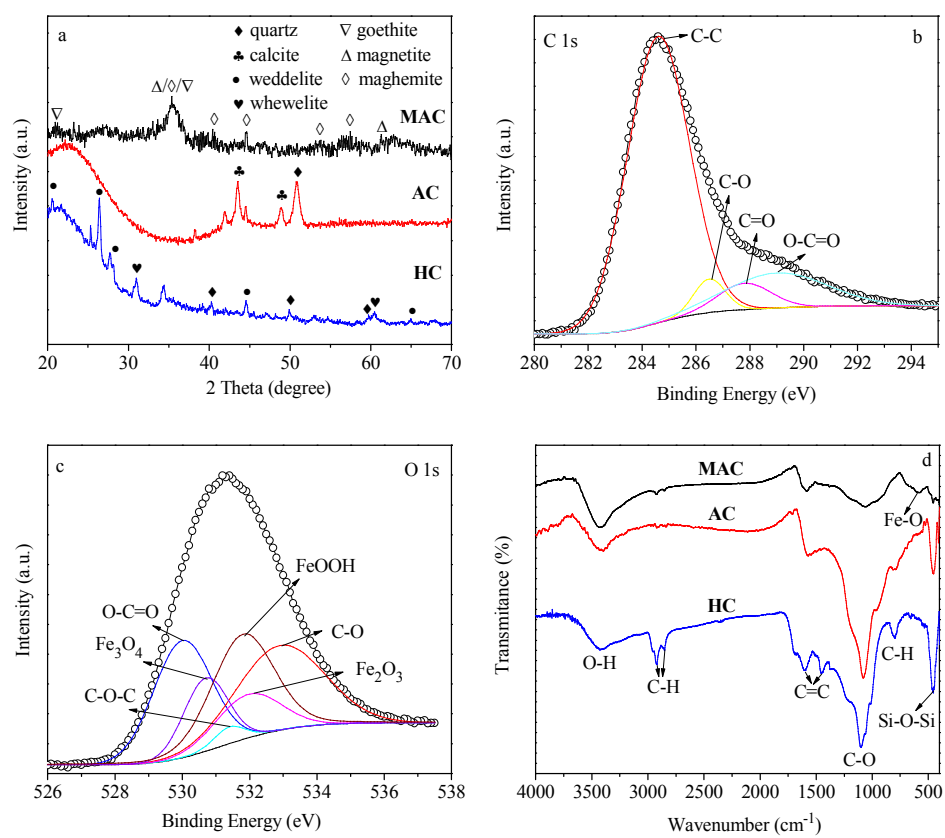 a
♦ quartz
▽ goethite
♣ calcite
△ magnetite
● weddelite
◊ maghemite
♥ whewelite
△/◊/▽
MAC
AC
HC
Intensity (a.u.)
20 30 40 50 60 70
2 Theta (degree)
C 1s
b
C-C
C-O
C=O
O-C=O
Intensity (a.u.)
280 282 284 286 288 290 292 294
Binding Energy (eV)
c
O 1s
FeOOH
O-C=O
C-O
Fe3O4
Fe2O3
C-O-C
Intensity (a.u.)
526 528 530 532 534 536 538
Binding Energy (eV)
d
MAC
Fe-O
AC
HC
O-H
C-H
C=C
C-H
Si-O-Si
C-O
Transmitance (%)
4000 3500 3000 2500 2000 1500 1000 500
Wavenumber (cm-1)